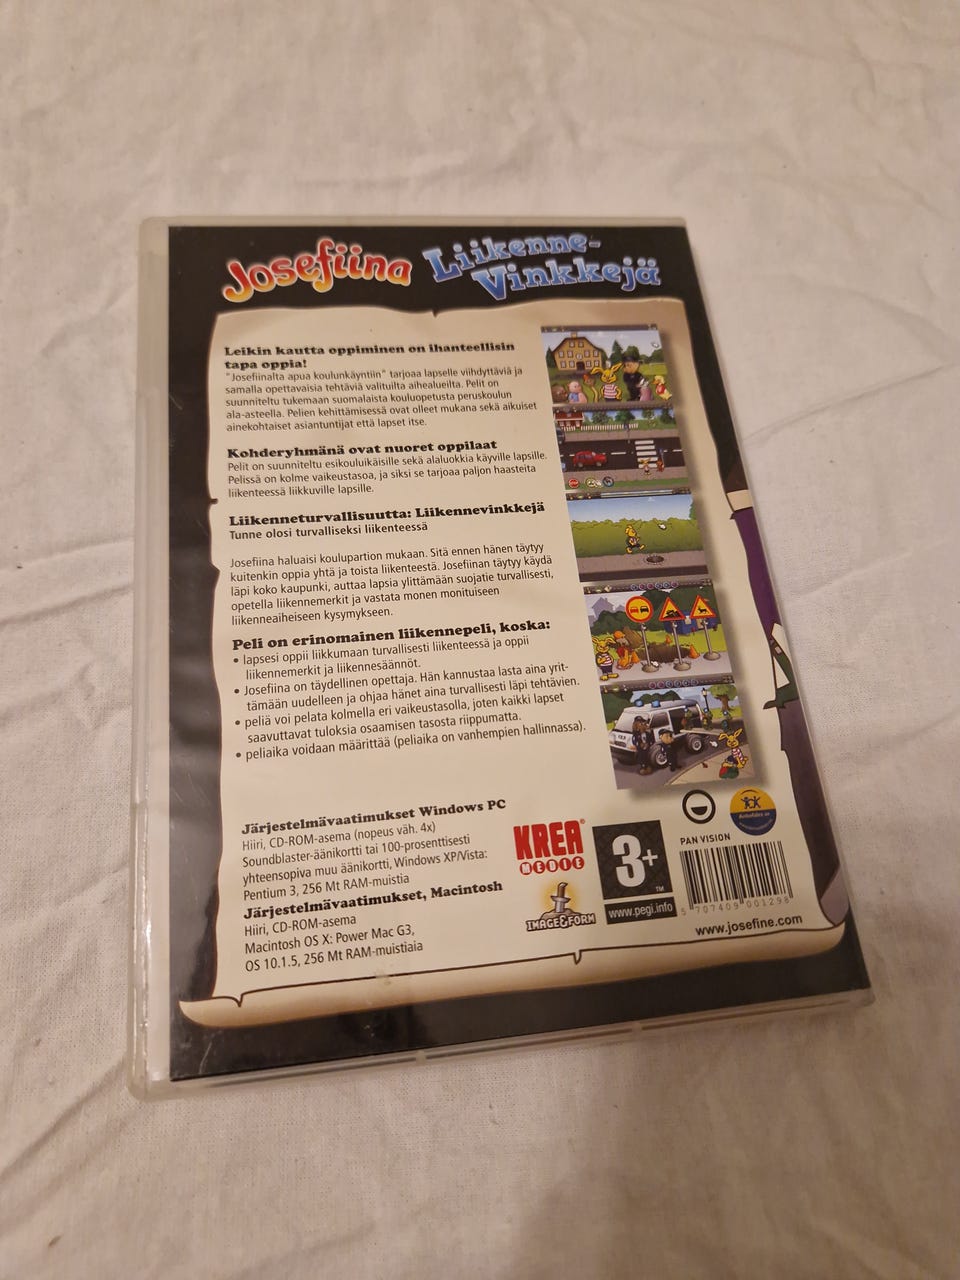 Josefiina Liikenne-
Vinkkejä
Leikin kautta oppiminen on ihanteellisin
tapa oppia!
"Josefiinalta apua koulunkäyntiin" tarjoaa lapselle viihdyttäviä ja
samalla opettavaisia tehtäviä valituilta aihealueilta. Pelit on
suunniteltu tukemaan suomalaista kouluopetusta peruskoulun
ala-asteella. Pelien kehittämisessä ovat olleet mukana sekä aikuiset
ainekohtaiset asiantuntijat että lapset itse.
Kohderyhmänä ovat nuoret oppilaat
Pelit on suunniteltu esikouluikäisille sekä alaluokkia käyville lapsille.
Pelissä on kolme vaikeustasoa, ja siksi se tarjoaa paljon haasteita
liikenteessä liikkuville lapsille.
Liikenneturvallisuutta: Liikennevinkkejä
Tunne olosi turvalliseksi liikenteessä
Josefiina haluaisi koulupartion mukaan. Sitä ennen hänen täytyy
kuitenkin oppia yhtä ja toista liikenteestä. Josefiinan täytyy käydä
läpi koko kaupunki, auttaa lapsia ylittämään suojatie turvallisesti,
opetella liikennemerkit ja vastata monen monituiseen
liikenneaiheiseen kysymykseen.
Peli on erinomainen liikennepeli, koska:
• lapsesi oppii liikkumaan turvallisesti liikenteessä ja oppii
liikennemerkit ja liikennesäännöt.
• Josefiina on täydellinen opettaja. Hän kannustaa lasta aina yrit-
tämään uudelleen ja ohjaa hänet aina turvallisesti läpi tehtävien.
• peliä voi pelata kolmella eri vaikeustasolla, joten kaikki lapset
saavuttavat tuloksia osaamisen tasosta riippumatta.
• peliaika voidaan määrittää (peliaika on vanhempien hallinnassa).
Järjestelmävaatimukset Windows PC
Hiiri, CD-ROM-asema (nopeus väh. 4x)
Soundblaster-äänikortti tai 100-prosenttisesti
yhteensopiva muu äänikortti, Windows XP/Vista:
Pentium 3, 256 Mt RAM-muistia
Järjestelmävaatimukset, Macintosh
Hiiri, CD-ROM-asema
Macintosh OS X: Power Mac G3,
OS 10.1.5, 256 Mt RAM-muistiaia
KREA
MEDIE
IMAGE&FORM
3+
TM
www.pegi.info
PAN VISION
5 707409 001298
www.josefine.com